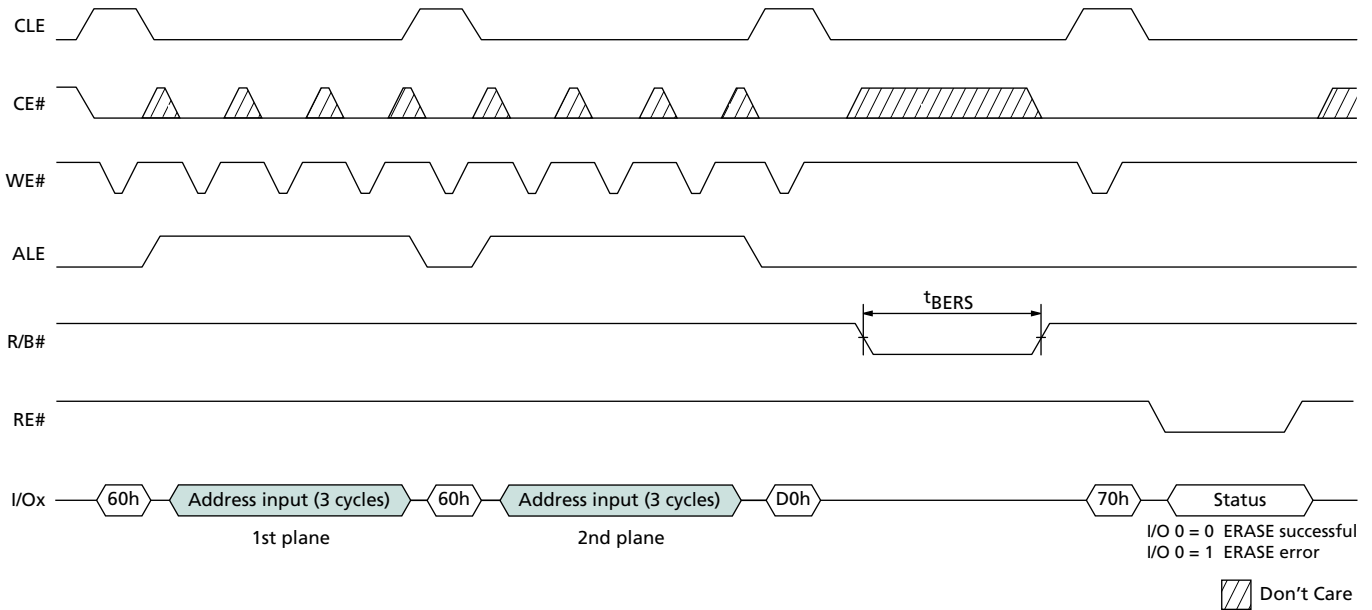 CLE
CE#
WE#
ALE
tBERS
R/B#
RE#
I/Ox
60h
Address input (3 cycles)
60h
Address input (3 cycles)
D0h
70h
Status
1st plane
2nd plane
I/O 0 = 0 ERASE successful
I/O 0 = 1 ERASE error
Don't Care